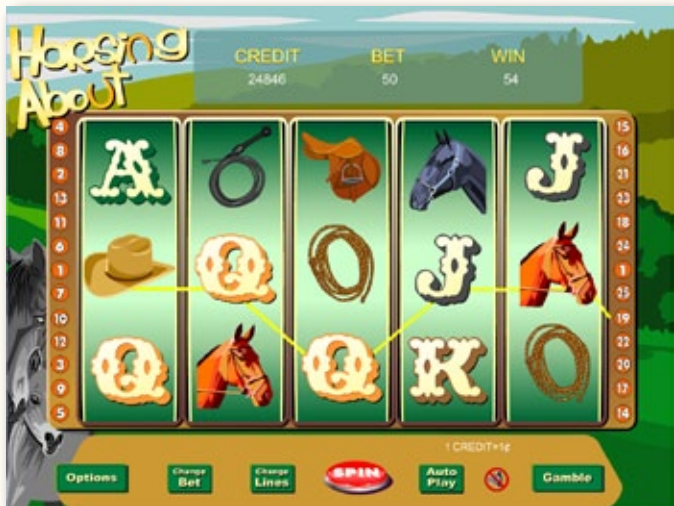 Horsing
About
CREDIT BET WIN
24846 50 54
4 15
8 16
2 21
13 23
11 18
6 24
1 1
7 25
10 19
12 22
3 20
9 17
5 14
A J
Q J
Q Q K
1 CREDIT=1¢
Options
Change
Bet
Change
Lines
SPIN
Auto
Play
Gamble